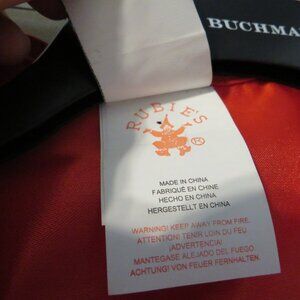 BUCHMA
RUBIE'S
®
MADE IN CHINA
FABRIQUÉ EN CHINE
HECHO EN CHINA
HERGESTELLT EN CHINA
WARNING! KEEP AWAY FROM FIRE.
ATTENTION! TENIR LOIN DU FEU
¡ADVERTENCIA!
MANTEGASE ALEJADO DEL FUEGO
ACHTUNG! VON FEUER FERNHALTEN.